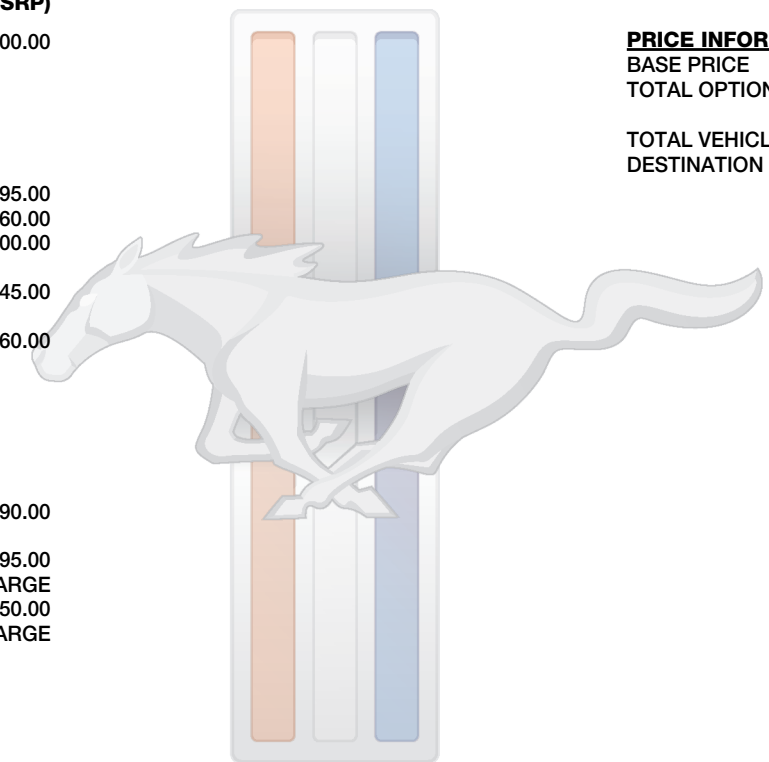 SRP)
00.00
95.00
60.00
00.00
45.00
60.00
90.00
95.00
ARGE
50.00
ARGE
PRICE INFOR
BASE PRICE
TOTAL OPTION
TOTAL VEHICL
DESTINATION